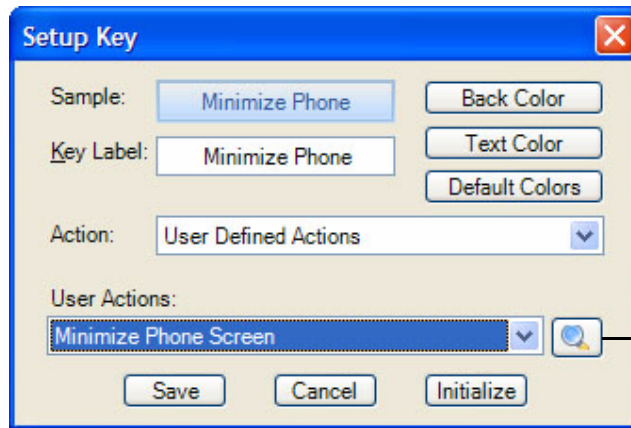 Setup Key
Sample: Minimize Phone Back Color
Key Label: Minimize Phone Text Color
Default Colors
Action: User Defined Actions
User Actions:
Minimize Phone Screen
Save Cancel Initialize